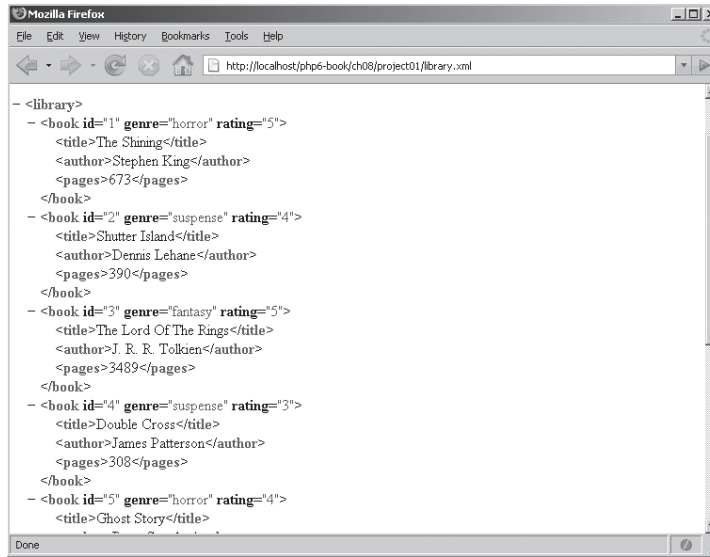 Mozilla Firefox
File Edit View History Bookmarks Tools Help
http://localhost/php6-book/ch08/project01/library.xml
− <library>
− <book id="1" genre="horror" rating="5">
<title>The Shining</title>
<author>Stephen King</author>
<pages>673</pages>
</book>
− <book id="2" genre="suspense" rating="4">
<title>Shutter Island</title>
<author>Dennis Lehane</author>
<pages>390</pages>
</book>
− <book id="3" genre="fantasy" rating="5">
<title>The Lord Of The Rings</title>
<author>J. R. R. Tolkien</author>
<pages>3489</pages>
</book>
− <book id="4" genre="suspense" rating="3">
<title>Double Cross</title>
<author>James Patterson</author>
<pages>308</pages>
</book>
− <book id="5" genre="horror" rating="4">
<title>Ghost Story</title>
Done